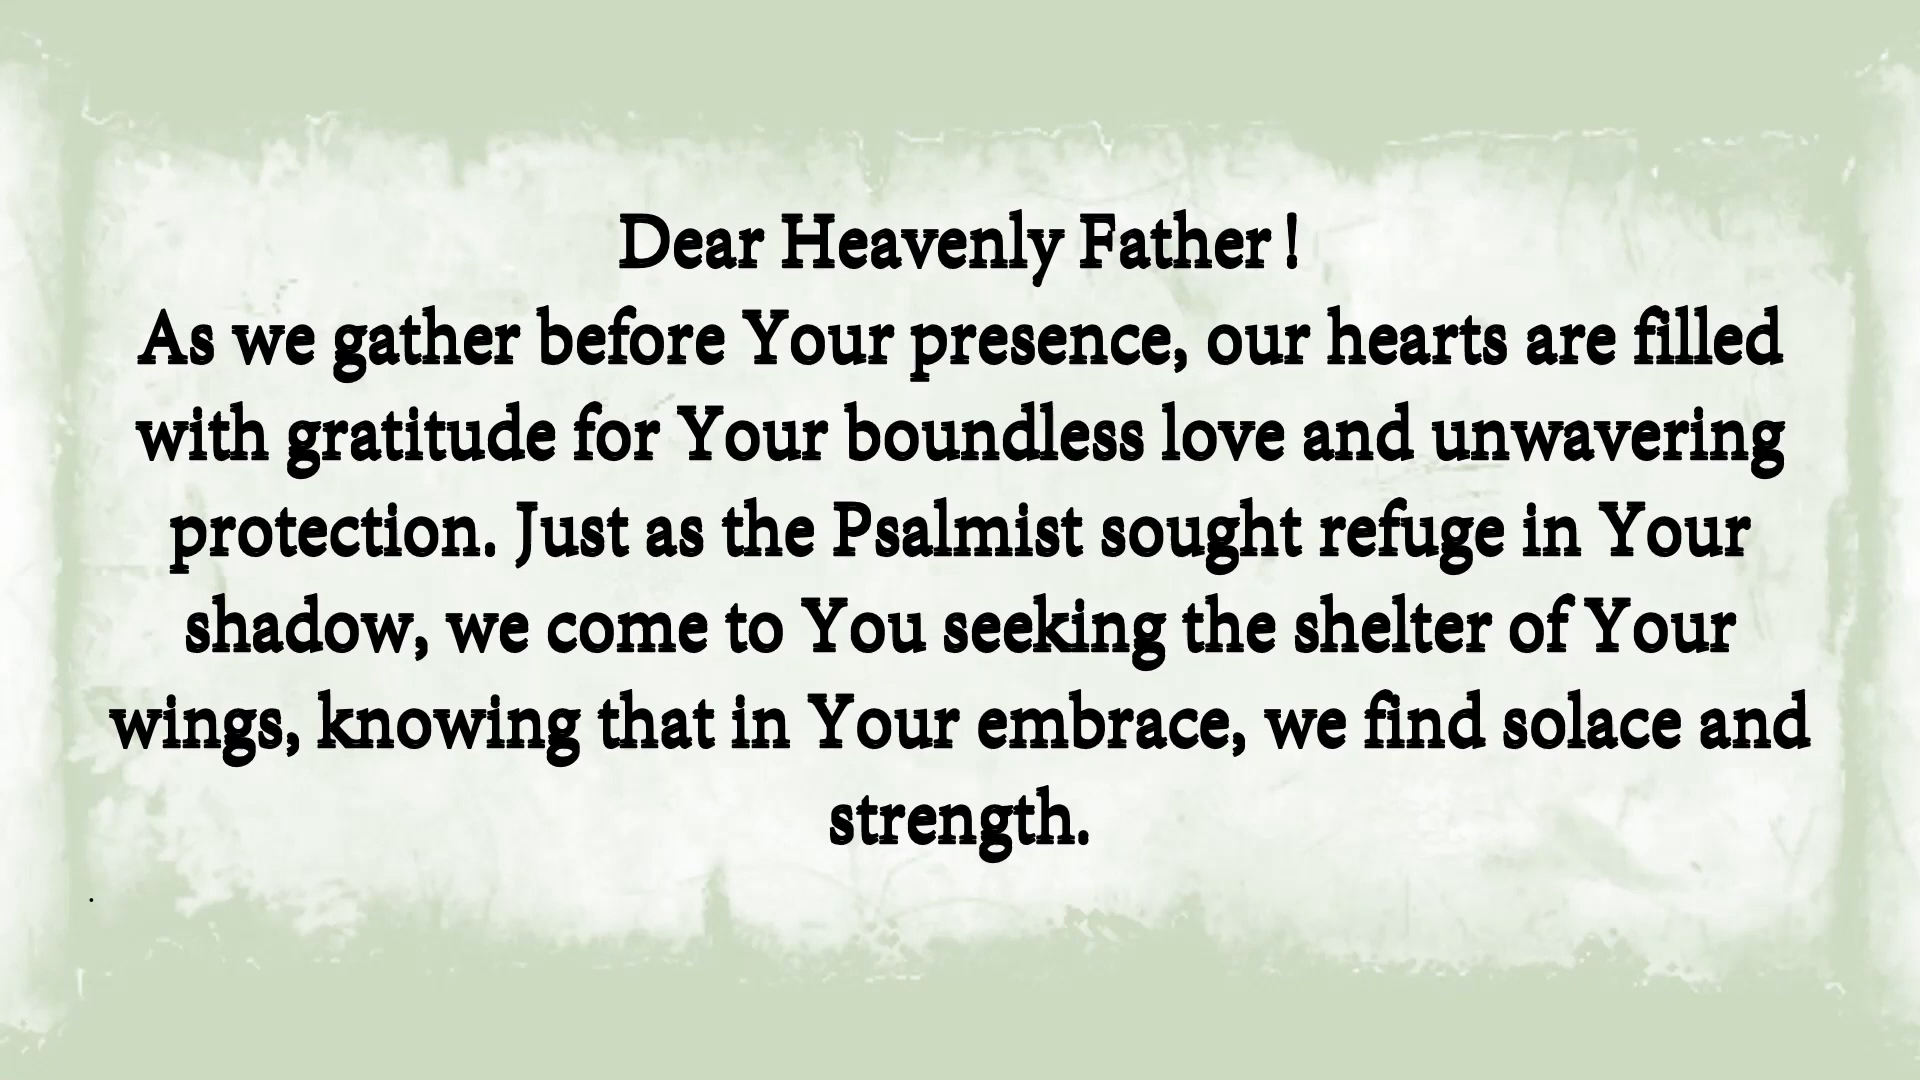 Dear Heavenly Father !
As we gather before Your presence, our hearts are filled
with gratitude for Your boundless love and unwavering
protection. Just as the Psalmist sought refuge in Your
shadow, we come to You seeking the shelter of Your
wings, knowing that in Your embrace, we find solace and
strength.
.